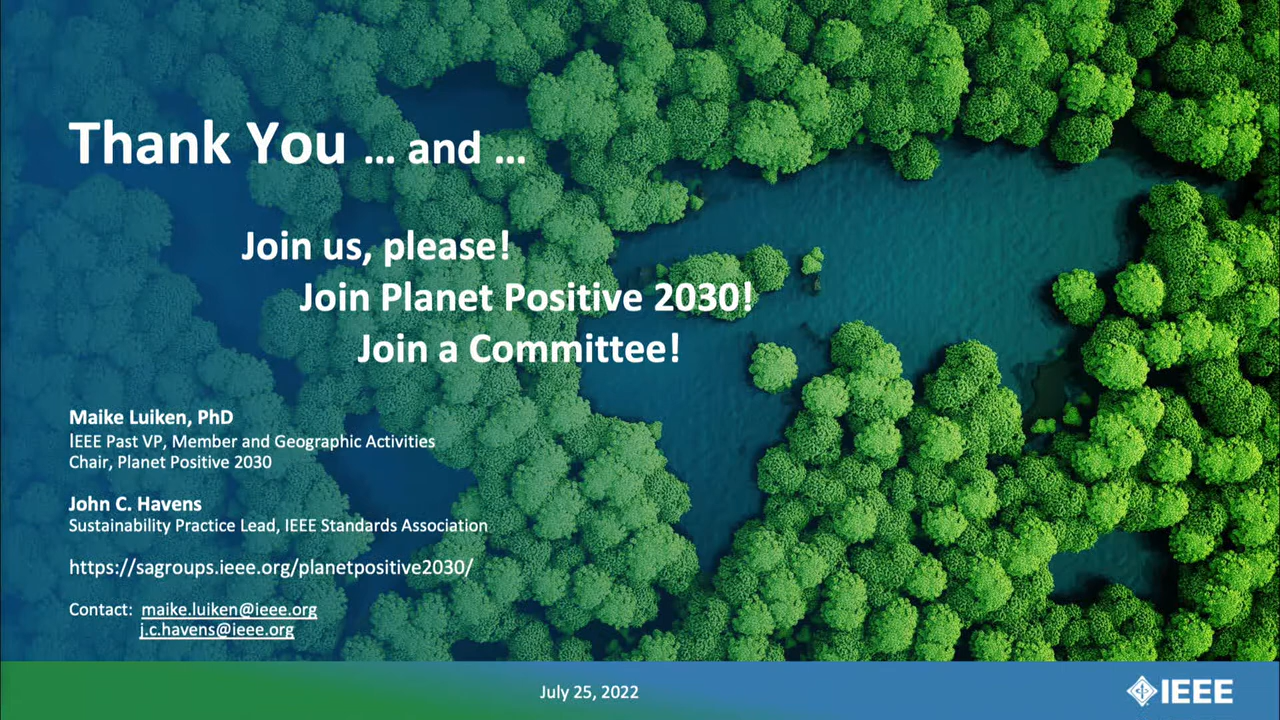 Thank You ... and ...
Join us, please!
Join Planet Positive 2030!
Join a Committee!
Maike Luiken, PhD
IEEE Past VP, Member and Geographic Activities
Chair, Planet Positive 2030
John C. Havens
Sustainability Practice Lead, IEEE Standards Association
https://sagroups.ieee.org/planetpositive2030/
Contact: maike.luiken@ieee.org
j.c.havens@ieee.org
July 25, 2022
IEEE